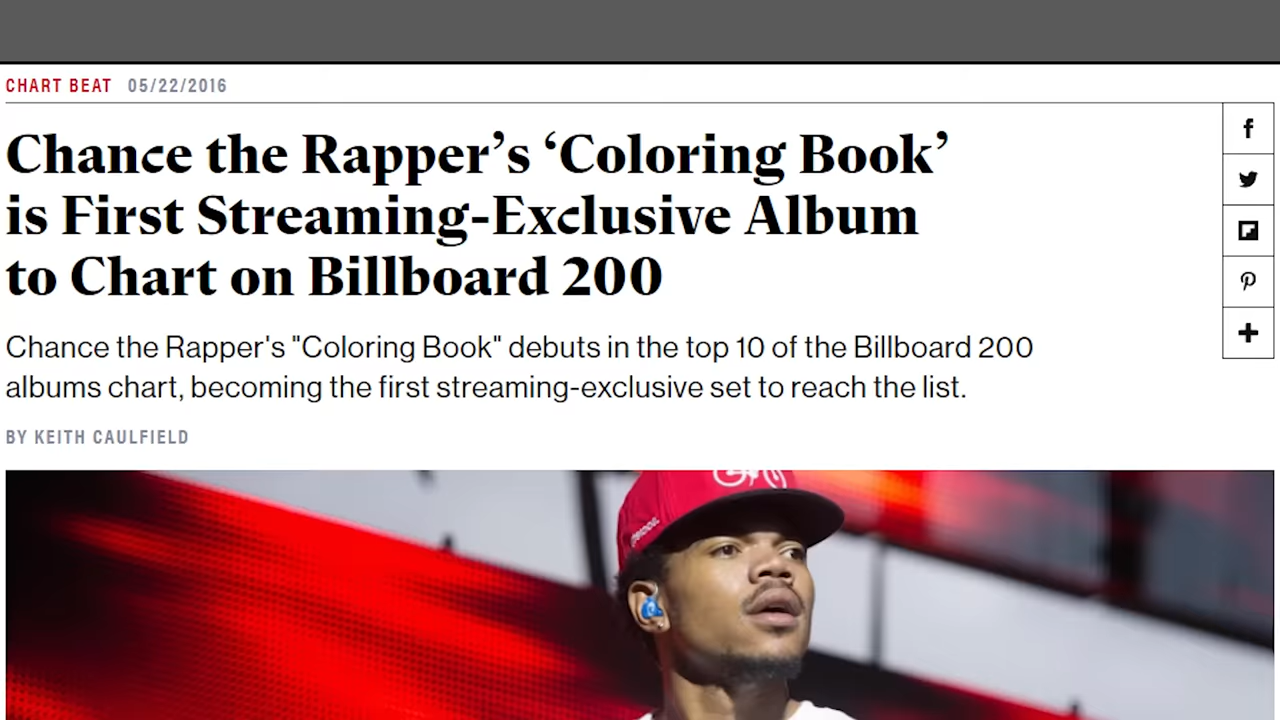 CHART BEAT 05/22/2016
Chance the Rapper’s ‘Coloring Book’
is First Streaming-Exclusive Album
to Chart on Billboard 200
Chance the Rapper's "Coloring Book" debuts in the top 10 of the Billboard 200
albums chart, becoming the first streaming-exclusive set to reach the list.
BY KEITH CAULFIELD